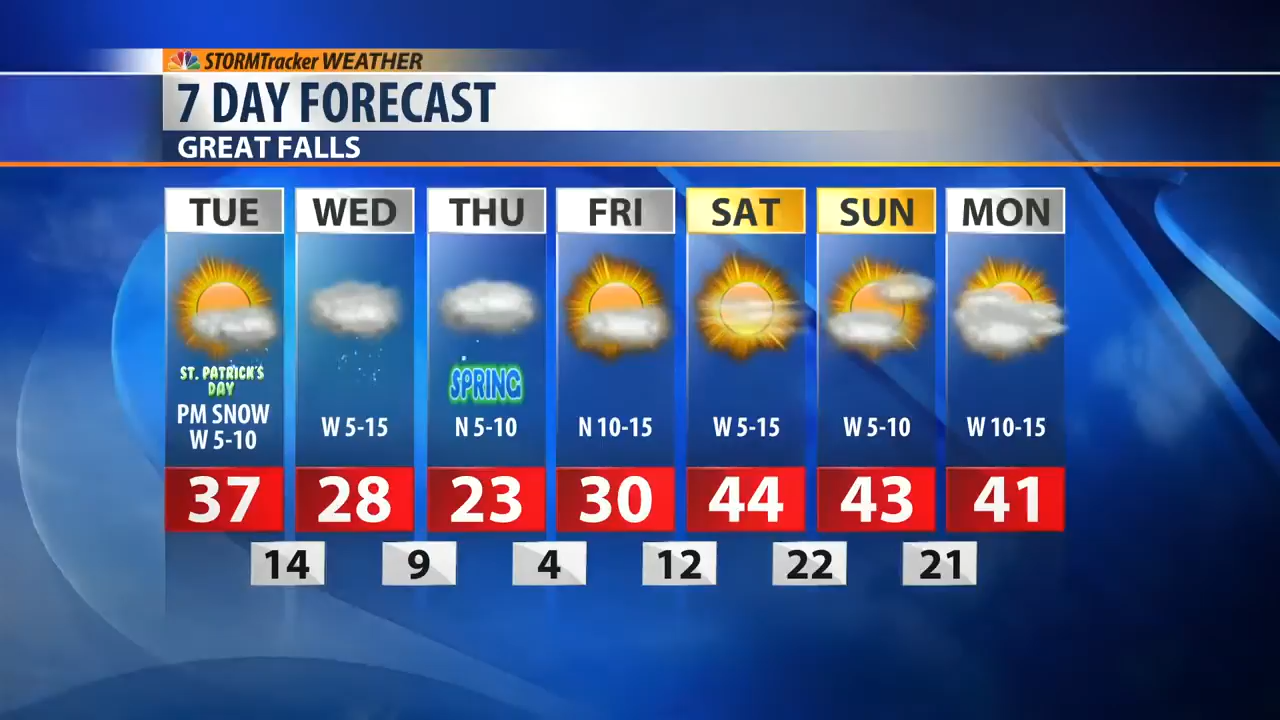 STORMTracker WEATHER
7 DAY FORECAST
GREAT FALLS
TUE WED THU FRI SAT SUN MON
ST. PATRICK'S
DAY
SPRING
PM SNOW
W 5-10 W 5-15 N 5-10 N 10-15 W 5-15 W 5-10 W 10-15
37 28 23 30 44 43 41
14 9 4 12 22 21